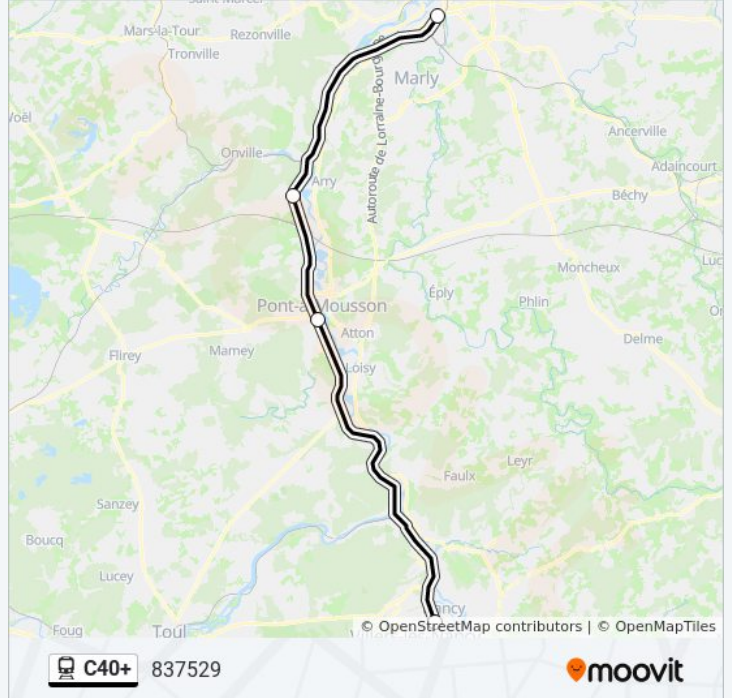 Mars-la-Tour
Rezonville
Tronville
Marly
Autoroute de Lorraine-Bourgogne
Ancerville
Onville
Adaincourt
Arry
Béchy
Moncheux
Éply
Phlin
Pont-à-Mousson
Atton
Delme
Mamey
Flirey
Loisy
Leyr
Faulx
Sanzey
Boucq
Lucey
Foug
Toul
© OpenStreetMap contributors | © OpenMapTiles
C40+ 837529
moovit